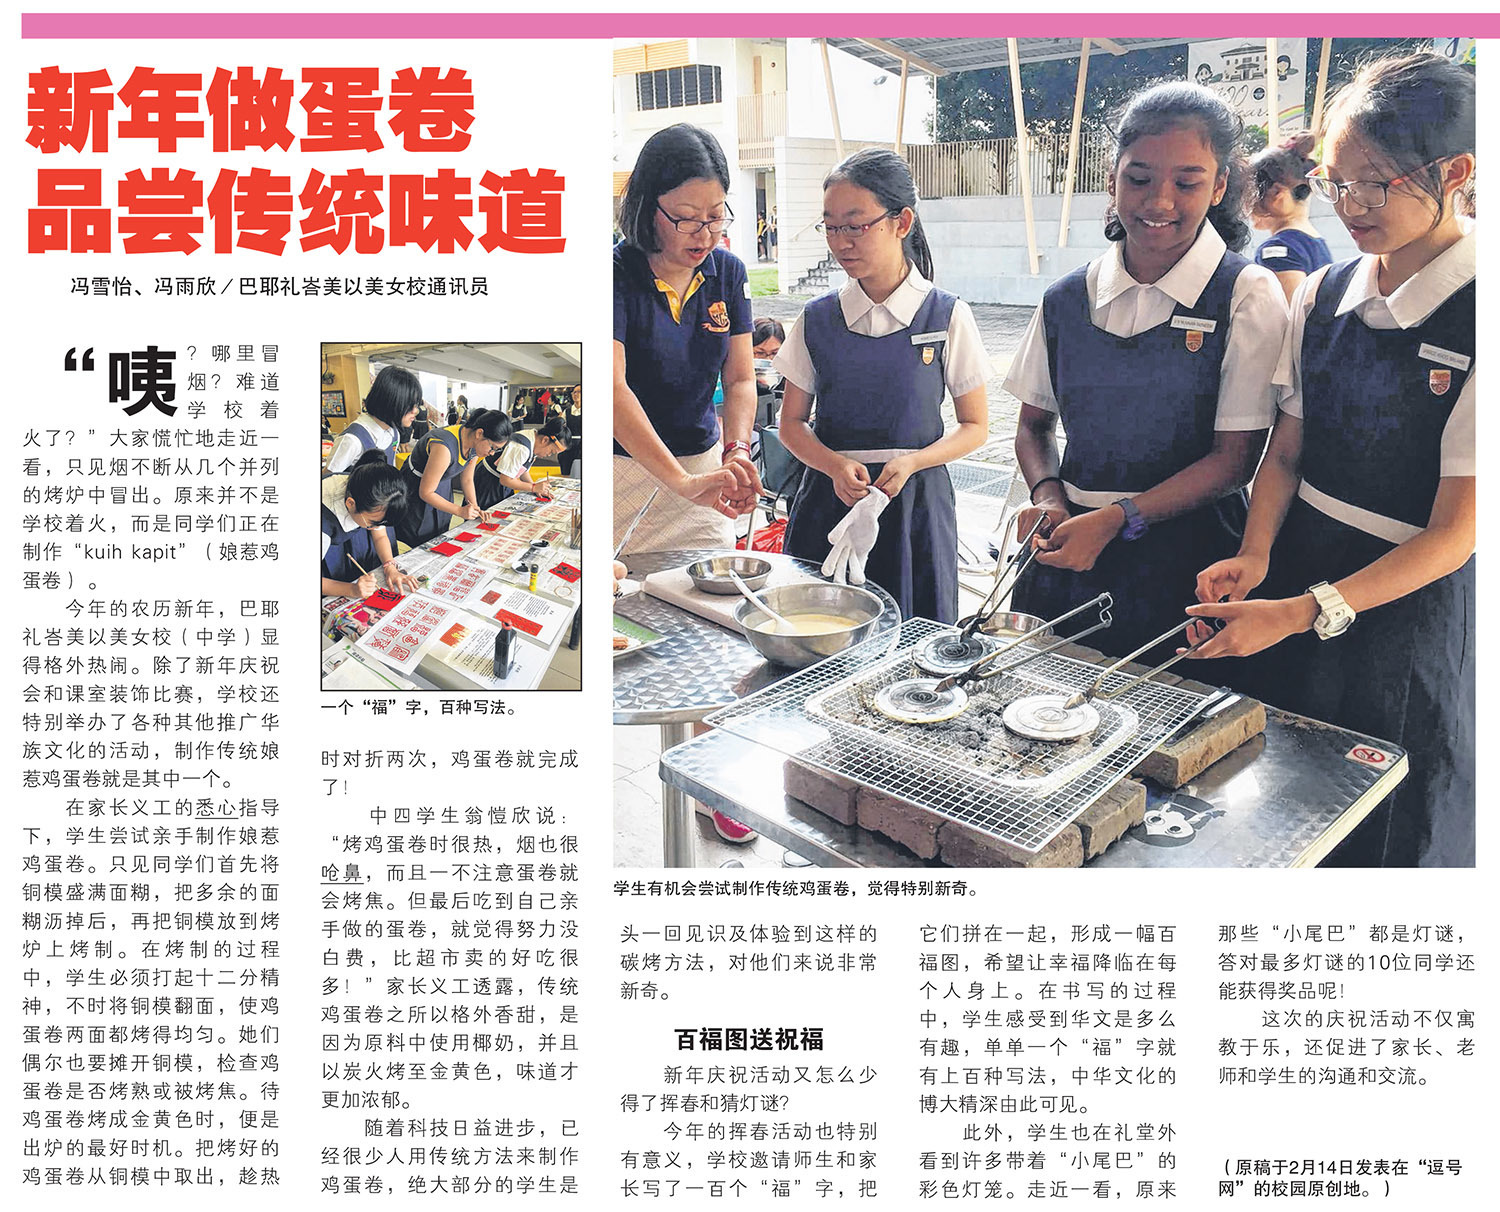 新年做蛋卷
品尝传统味道
冯雪怡、冯雨欣／巴耶礼峇美以美女校通讯员
“咦？哪里冒
烟？难道
学校着
火了？”大家慌忙地走近一
看，只见烟不断从几个并列
的烤炉中冒出。原来并不是
学校着火，而是同学们正在
制作“kuih kapit”（娘惹鸡
蛋卷）。
今年的农历新年，巴耶
礼峇美以美女校（中学）显
得格外热闹。除了新年庆祝
会和课室装饰比赛，学校还
特别举办了各种其他推广华
族文化的活动，制作传统娘
惹鸡蛋卷就是其中一个。
在家长义工的悉心指导
下，学生尝试亲手制作娘惹
鸡蛋卷。只见同学们首先将
铜模盛满面糊，把多余的面
糊沥掉后，再把铜模放到烤
炉上烤制。在烤制的过程
中，学生必须打起十二分精
神，不时将铜模翻面，使鸡
蛋卷两面都烤得均匀。她们
偶尔也要摊开铜模，检查鸡
蛋卷是否烤熟或被烤焦。待
鸡蛋卷烤成金黄色时，便是
出炉的最好时机。把烤好的
鸡蛋卷从铜模中取出，趁热
一个“福”字，百种写法。
时对折两次，鸡蛋卷就完成
了！
中四学生翁愷欣说：
“烤鸡蛋卷时很热，烟也很
呛鼻，而且一不注意蛋卷就
会烤焦。但最后吃到自己亲
手做的蛋卷，就觉得努力没
白费，比超市卖的好吃很
多！”家长义工透露，传统
鸡蛋卷之所以格外香甜，是
因为原料中使用椰奶，并且
以炭火烤至金黄色，味道才
更加浓郁。
随着科技日益进步，已
经很少人用传统方法来制作
鸡蛋卷，绝大部分的学生是
学生有机会尝试制作传统鸡蛋卷，觉得特别新奇。
头一回见识及体验到这样的
碳烤方法，对他们来说非常
新奇。
百福图送祝福
新年庆祝活动又怎么少
得了挥春和猜灯谜？
今年的挥春活动也特别
有意义，学校邀请师生和家
长写了一百个“福”字，把
它们拼在一起，形成一幅百
福图，希望让幸福降临在每
个人身上。在书写的过程
中，学生感受到华文是多么
有趣，单单一个“福”字就
有上百种写法，中华文化的
博大精深由此可见。
此外，学生也在礼堂外
看到许多带着“小尾巴”的
彩色灯笼。走近一看，原来
那些“小尾巴”都是灯谜，
答对最多灯谜的10位同学还
能获得奖品呢！
这次的庆祝活动不仅寓
教于乐，还促进了家长、老
师和学生的沟通和交流。
（原稿于2月14日发表在“逗号
网”的校园原创地。）